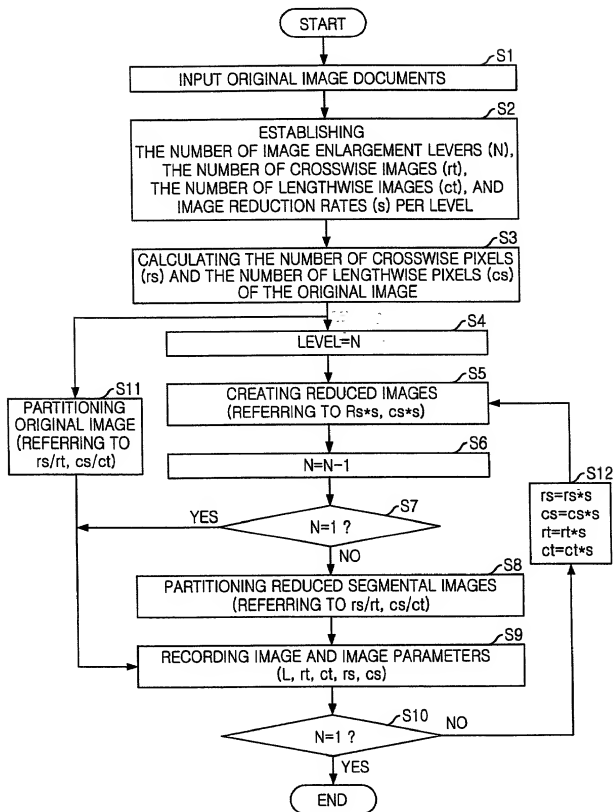 START
S1
INPUT ORIGINAL IMAGE DOCUMENTS
S2
ESTABLISHING
THE NUMBER OF IMAGE ENLARGEMENT LEVERS (N),
THE NUMBER OF CROSSWISE IMAGES (rt),
THE NUMBER OF LENGTHWISE IMAGES (ct), AND
IMAGE REDUCTION RATES (s) PER LEVEL
S3
CALCULATING THE NUMBER OF CROSSWISE PIXELS
(rs) AND THE NUMBER OF LENGTHWISE PIXELS (cs)
OF THE ORIGINAL IMAGE
S4
LEVEL=N
S11
PARTITIONING
ORIGINAL IMAGE
(REFERRING TO
rs/rt, cs/ct)
S5
CREATING REDUCED IMAGES
(REFERRING TO Rs*s, cs*s)
S6
N=N-1
S12
rs=rs*s
cs=cs*s
rt=rt*s
ct=ct*s
S7
YES
N=1 ?
NO
S8
PARTITIONING REDUCED SEGMENTAL IMAGES
(REFERRING TO rs/rt, cs/ct)
S9
RECORDING IMAGE AND IMAGE PARAMETERS
(L, rt, ct, rs, cs)
S10
N=1 ?
NO
YES
END